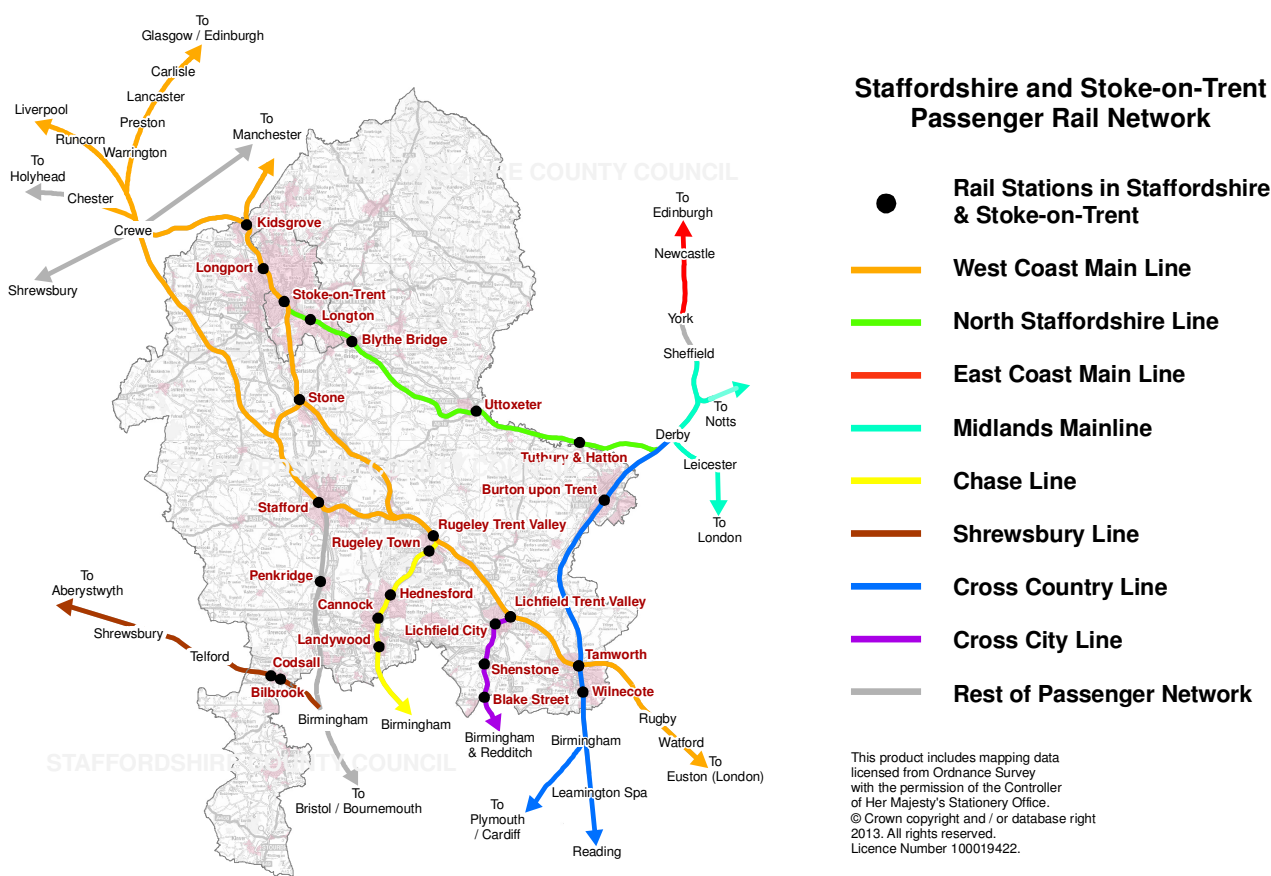 To
Glasgow / Edinburgh
Carlisle
Lancaster
Preston
Warrington
Liverpool
Runcorn
To
Manchester
To
Holyhead
Chester
Crewe
Shrewsbury
Kidsgrove
Longport
Stoke-on-Trent
Longton
Blythe Bridge
Stone
Uttoxeter
Tutbury & Hatton
Burton upon Trent
Stafford
Rugeley Trent Valley
Rugeley Town
Penkridge
Hednesford
Cannock
Landywood
Lichfield Trent Valley
Lichfield City
Shenstone
Blake Street
Tamworth
Wilnecote
Codsall
Bilbrook
To
Aberystwyth
Shrewsbury
Telford
Birmingham
Birmingham
Birmingham
& Redditch
Birmingham
To
Bristol / Bournemouth
To
Plymouth
/ Cardiff
Leamington Spa
Reading
Rugby
Watford
To
Euston (London)
To
Edinburgh
Newcastle
York
Sheffield
To
Notts
Derby
Leicester
To
London
COUNTY COUNCIL
STAFFORDSHIRE COUNTY COUNCIL
Staffordshire and Stoke-on-Trent
Passenger Rail Network
Rail Stations in Staffordshire
& Stoke-on-Trent
West Coast Main Line
North Staffordshire Line
East Coast Main Line
Midlands Mainline
Chase Line
Shrewsbury Line
Cross Country Line
Cross City Line
Rest of Passenger Network
This product includes mapping data
licensed from Ordnance Survey
with the permission of the Controller
of Her Majesty's Stationery Office.
© Crown copyright and / or database right
2013. All rights reserved.
Licence Number 100019422.